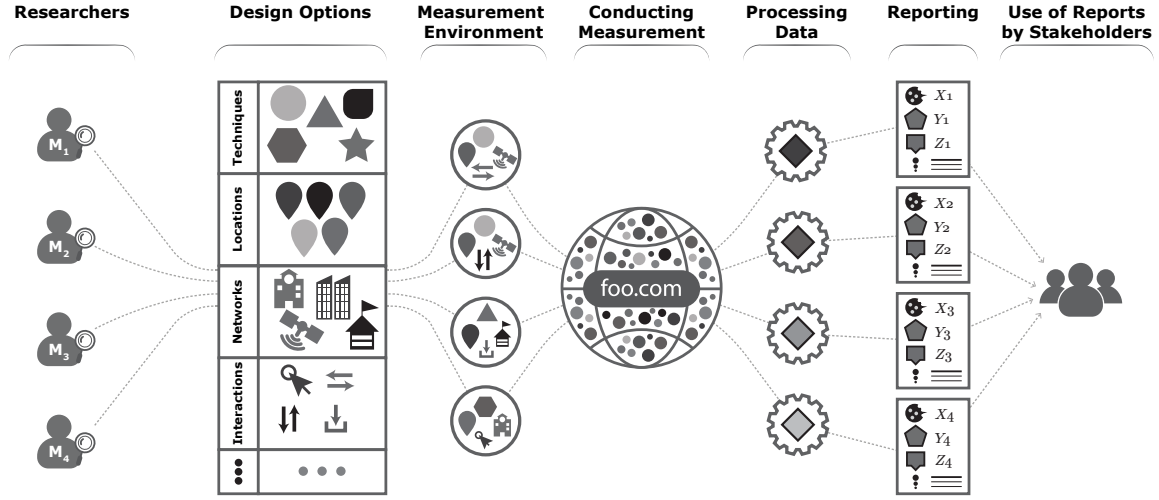 Researchers
Design Options
Measurement
Environment
Conducting
Measurement
Processing
Data
Reporting
Use of Reports
by Stakeholders
M1
M2
M3
M4
Techniques
Locations
Networks
Interactions
foo.com
X1
Y1
Z1
X2
Y2
Z2
X3
Y3
Z3
X4
Y4
Z4